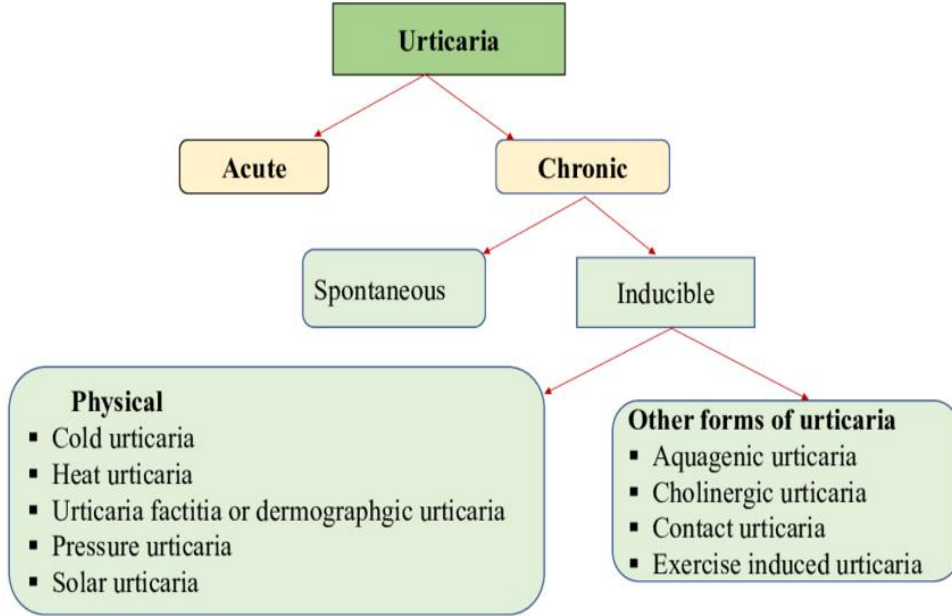 Urticaria
Acute
Chronic
Spontaneous
Inducible
Physical
▪ Cold urticaria
▪ Heat urticaria
▪ Urticaria factitia or dermographgic urticaria
▪ Pressure urticaria
▪ Solar urticaria
Other forms of urticaria
▪ Aquagenic urticaria
▪ Cholinergic urticaria
▪ Contact urticaria
▪ Exercise induced urticaria